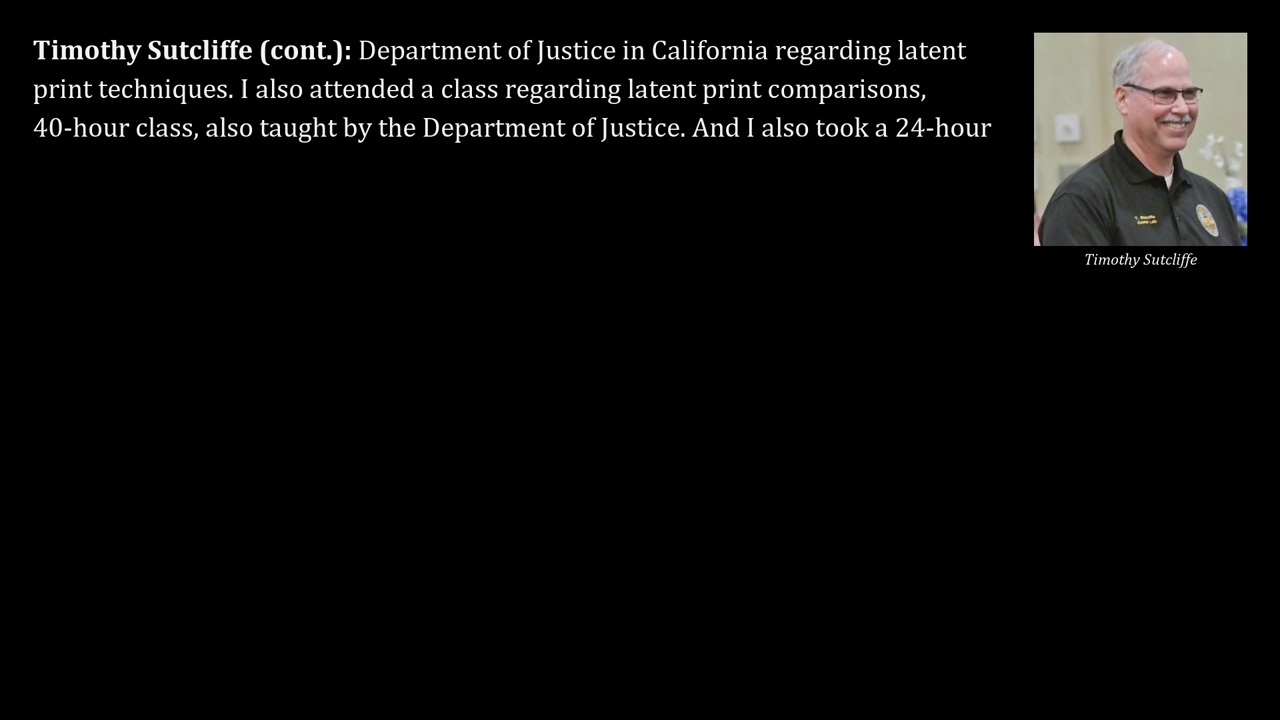 Timothy Sutcliffe (cont.): Department of Justice in California regarding latent
print techniques. I also attended a class regarding latent print comparisons,
40-hour class, also taught by the Department of Justice. And I also took a 24-hour
Timothy Sutcliffe